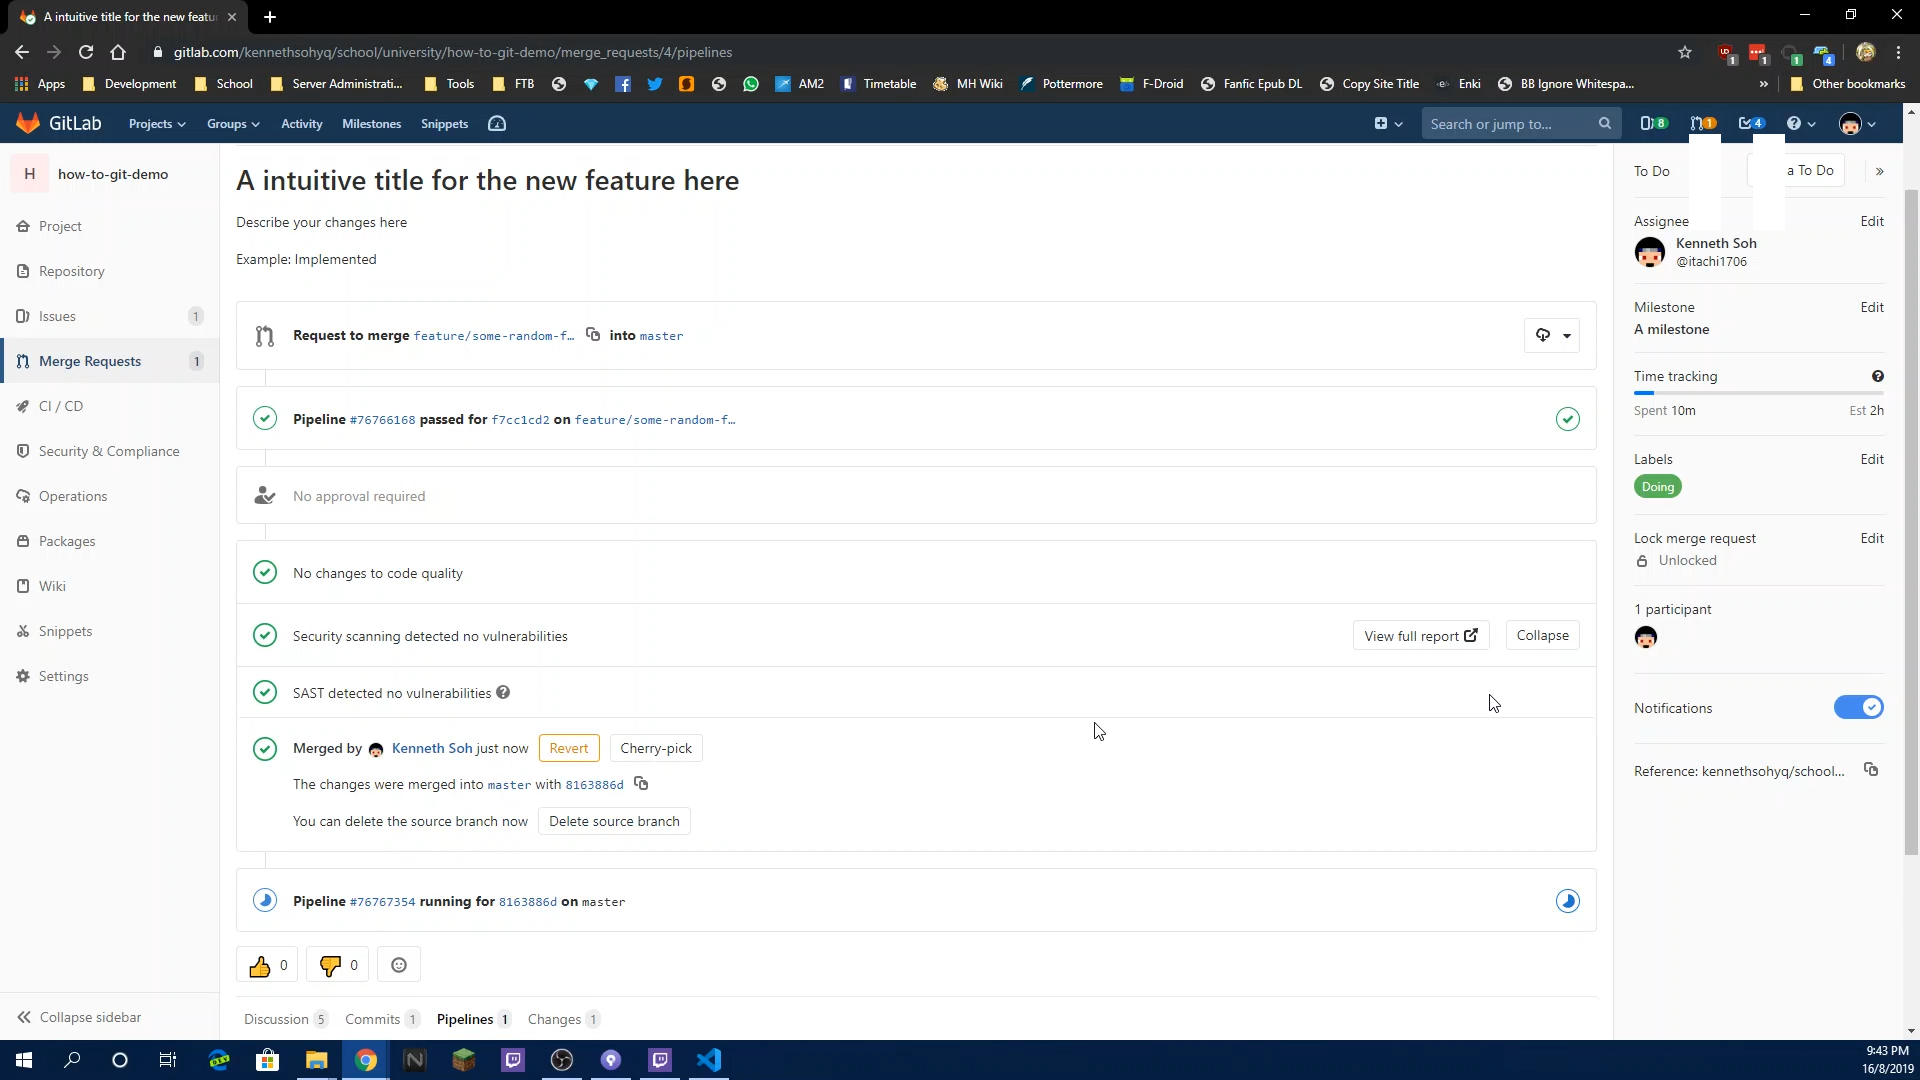 A intuitive title for the new featu
gitlab.com/kennethsohyq/school/university/how-to-git-demo/merge_requests/4/pipelines
1
1
1
4
Apps
Development
School
Server Administrati...
Tools
FTB
AM2
Timetable
MH Wiki
Pottermore
F-Droid
Fanfic Epub DL
Copy Site Title
Enki
BB Ignore Whitespa...
»
Other bookmarks
GitLab
Projects
Groups
Activity
Milestones
Snippets
Search or jump to...
8
1
4
H
how-to-git-demo
Project
Repository
Issues 1
Merge Requests 1
CI / CD
Security & Compliance
Operations
Packages
Wiki
Snippets
Settings
Collapse sidebar
A intuitive title for the new feature here
Describe your changes here
Example: Implemented
Request to merge feature/some-random-f… into master
Pipeline #76766168 passed for f7cc1cd2 on feature/some-random-f…
No approval required
No changes to code quality
Security scanning detected no vulnerabilities
View full report
Collapse
SAST detected no vulnerabilities
Merged by Kenneth Soh just now Revert Cherry-pick
The changes were merged into master with 8163886d
You can delete the source branch now Delete source branch
Pipeline #76767354 running for 8163886d on master
0
0
Discussion 5 Commits 1 Pipelines 1 Changes 1
To Do
a To Do
»
Assignee
Edit
Kenneth Soh
@itachi1706
Milestone
Edit
A milestone
Time tracking
Spent 10m
Est 2h
Labels
Edit
Doing
Lock merge request
Edit
Unlocked
1 participant
Notifications
Reference: kennethsohyq/school...
9:43 PM
16/8/2019